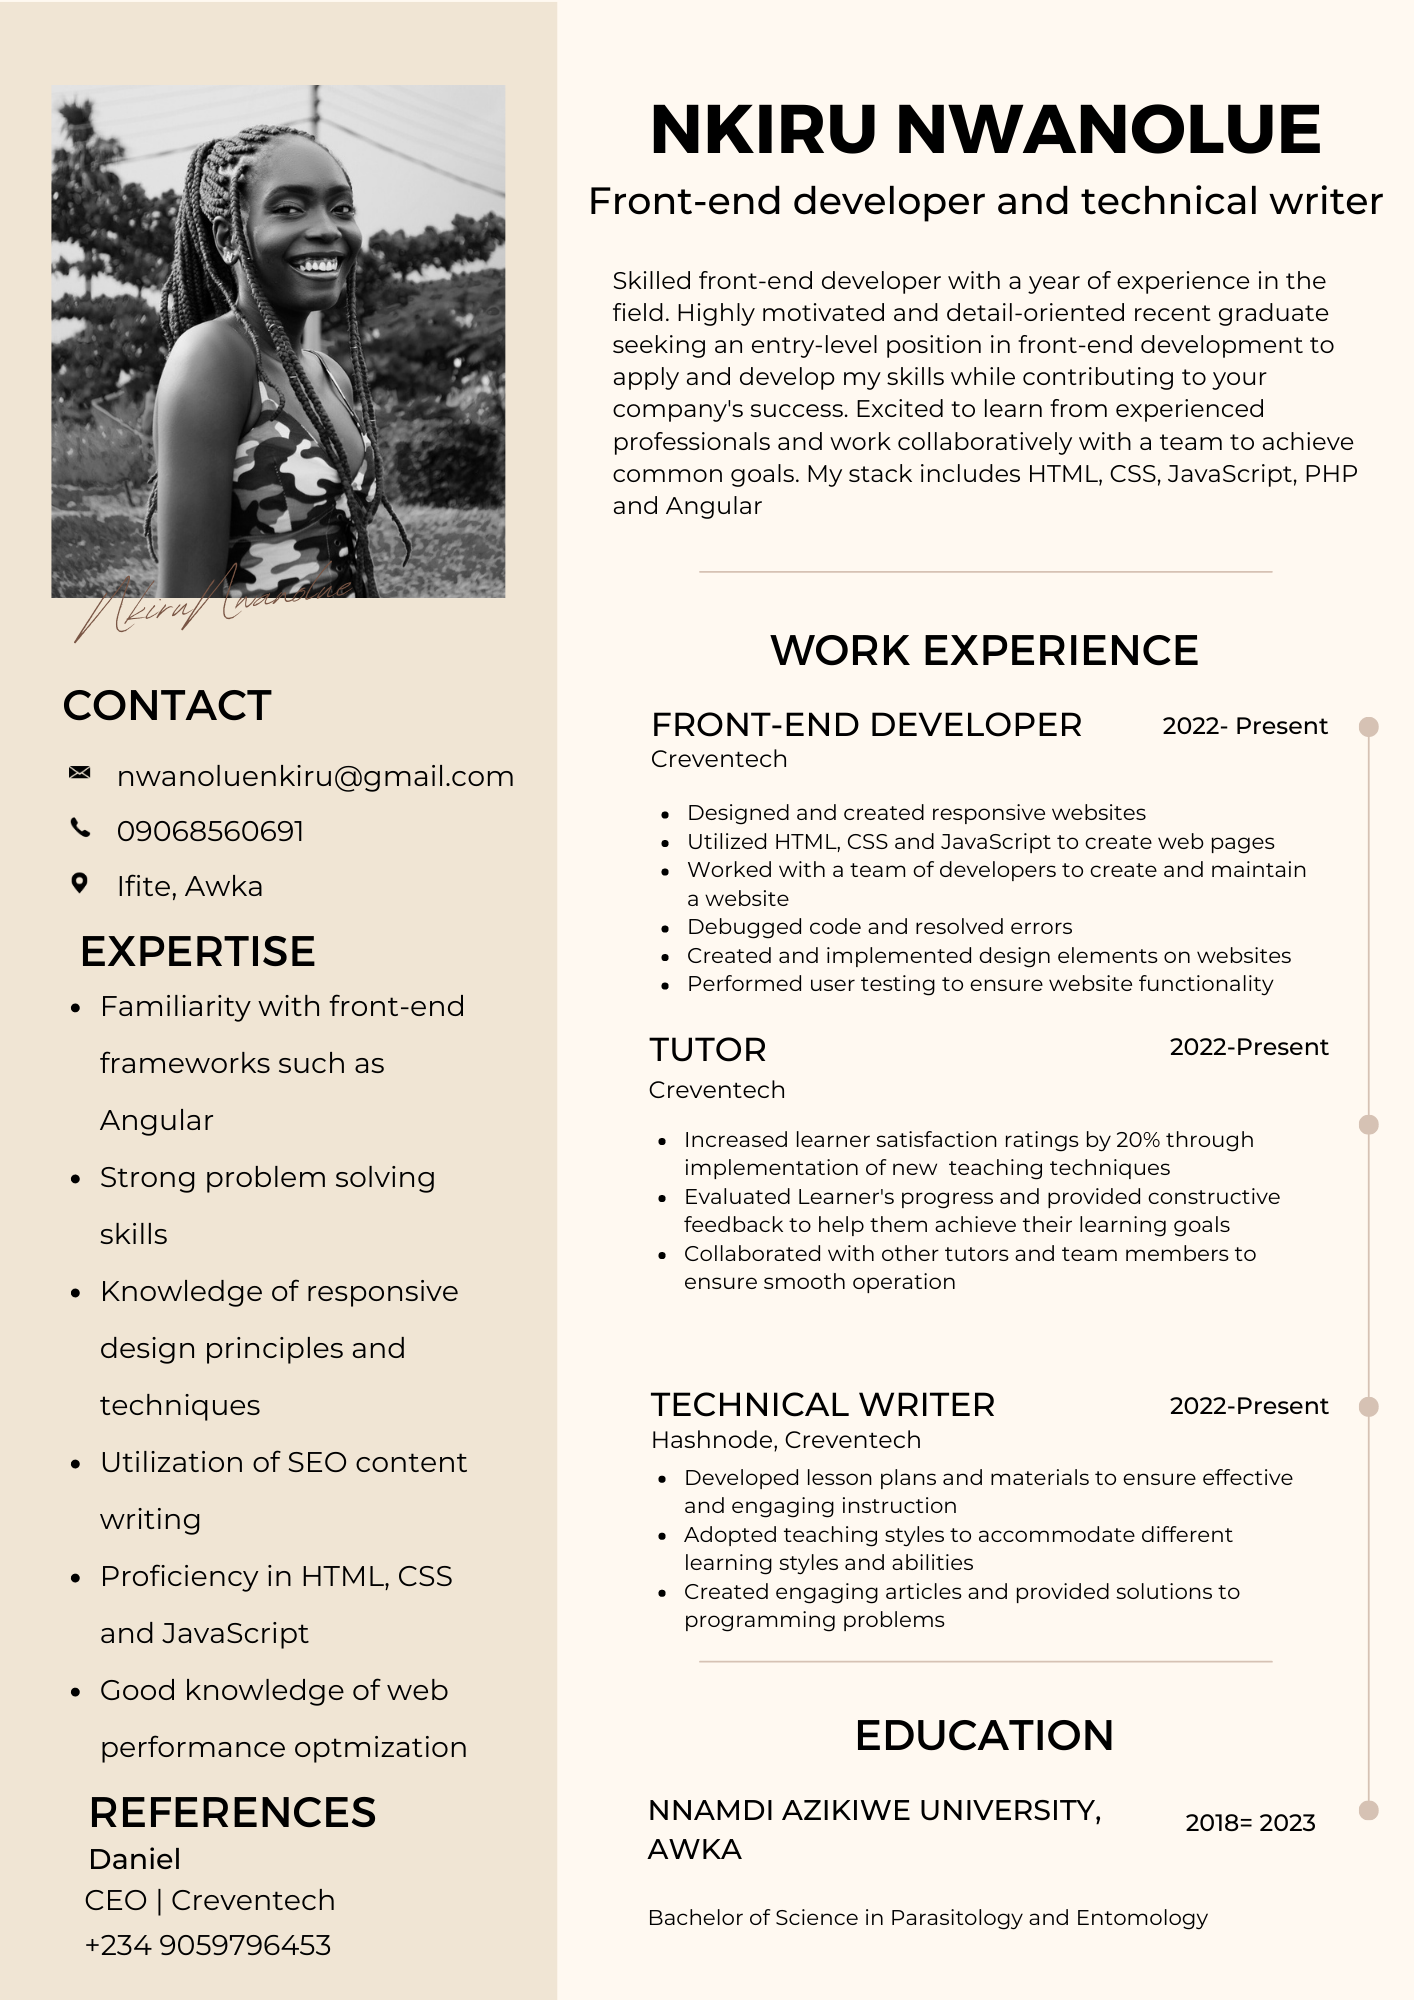 NkiruNwanolue
CONTACT
nwanoluenkiru@gmail.com
09068560691
Ifite, Awka
EXPERTISE
• Familiarity with front-end
frameworks such as
Angular
• Strong problem solving
skills
• Knowledge of responsive
design principles and
techniques
• Utilization of SEO content
writing
• Proficiency in HTML, CSS
and JavaScript
• Good knowledge of web
performance optmization
REFERENCES
Daniel
CEO | Creventech
+234 9059796453
NKIRU NWANOLUE
Front-end developer and technical writer
Skilled front-end developer with a year of experience in the
field. Highly motivated and detail-oriented recent graduate
seeking an entry-level position in front-end development to
apply and develop my skills while contributing to your
company's success. Excited to learn from experienced
professionals and work collaboratively with a team to achieve
common goals. My stack includes HTML, CSS, JavaScript, PHP
and Angular
WORK EXPERIENCE
FRONT-END DEVELOPER 2022- Present
Creventech
• Designed and created responsive websites
• Utilized HTML, CSS and JavaScript to create web pages
• Worked with a team of developers to create and maintain
a website
• Debugged code and resolved errors
• Created and implemented design elements on websites
• Performed user testing to ensure website functionality
TUTOR 2022-Present
Creventech
• Increased learner satisfaction ratings by 20% through
implementation of new  teaching techniques
• Evaluated Learner's progress and provided constructive
feedback to help them achieve their learning goals
• Collaborated with other tutors and team members to
ensure smooth operation
TECHNICAL WRITER 2022-Present
Hashnode, Creventech
• Developed lesson plans and materials to ensure effective
and engaging instruction
• Adopted teaching styles to accommodate different
learning styles and abilities
• Created engaging articles and provided solutions to
programming problems
EDUCATION
NNAMDI AZIKIWE UNIVERSITY, 2018= 2023
AWKA
Bachelor of Science in Parasitology and Entomology